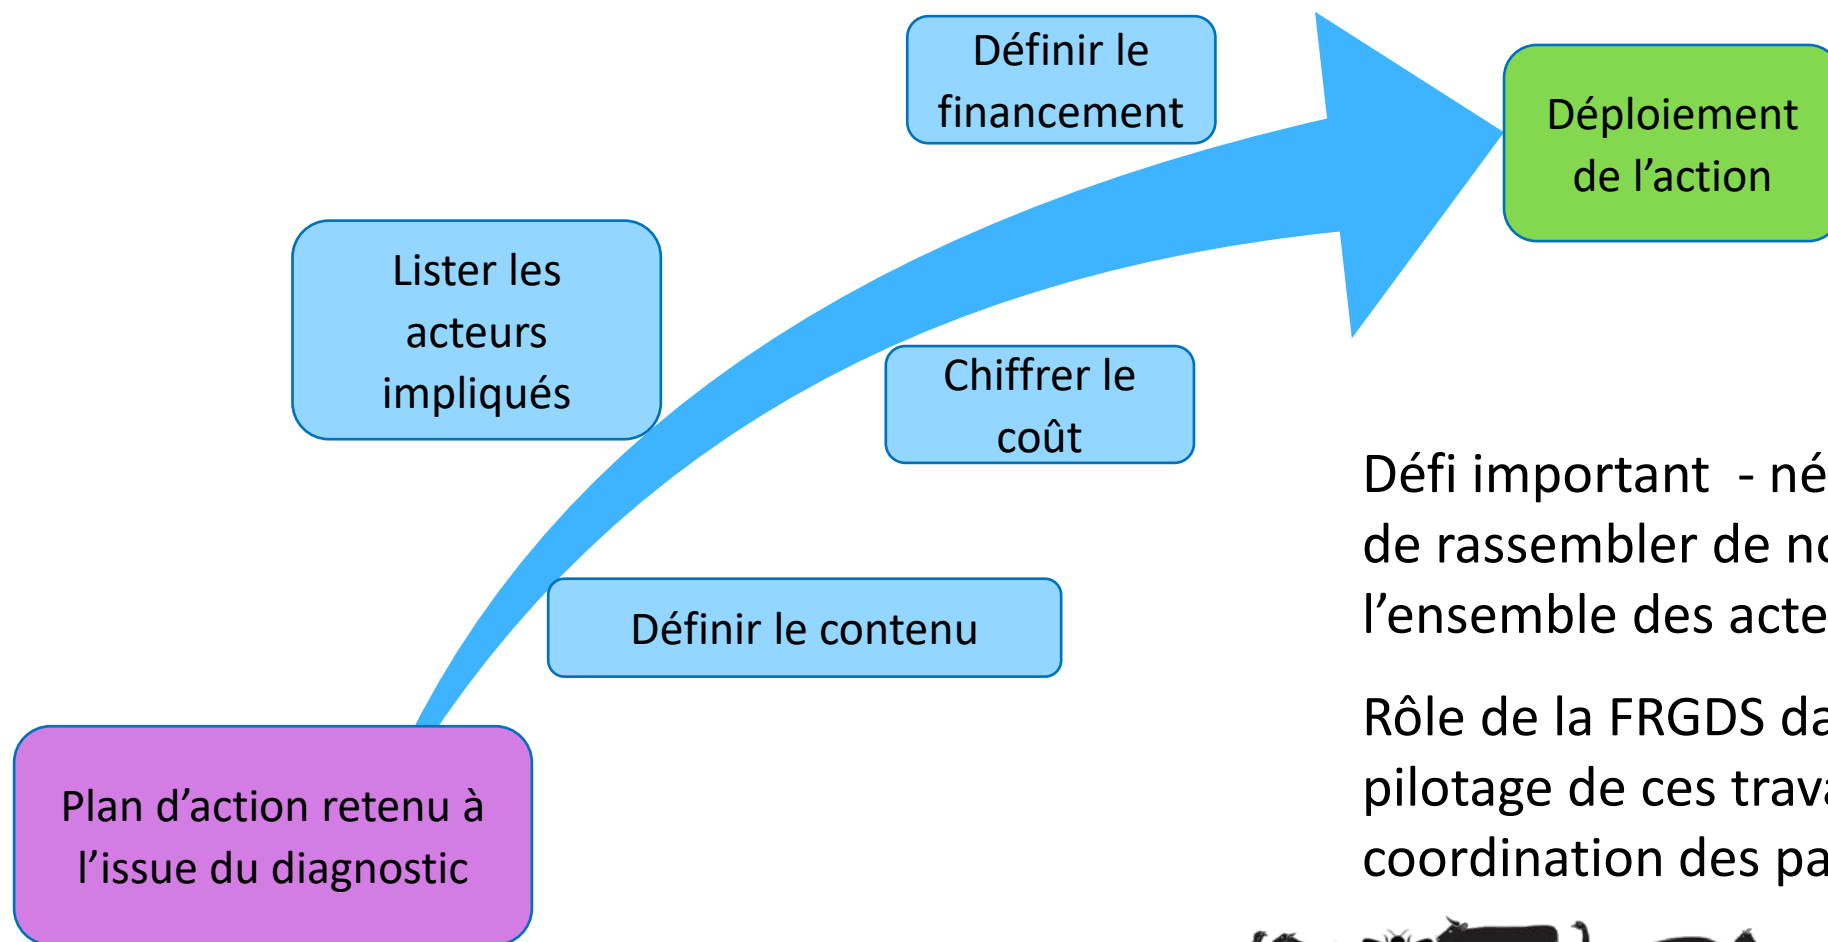 Définir le
financement
Déploiement
de l’action
Lister les
acteurs
impliqués
Chiffrer le
coût
Définir le contenu
Plan d’action retenu à
l’issue du diagnostic
Défi important - né
de rassembler de no
l’ensemble des acte
Rôle de la FRGDS da
pilotage de ces trava
coordination des pa